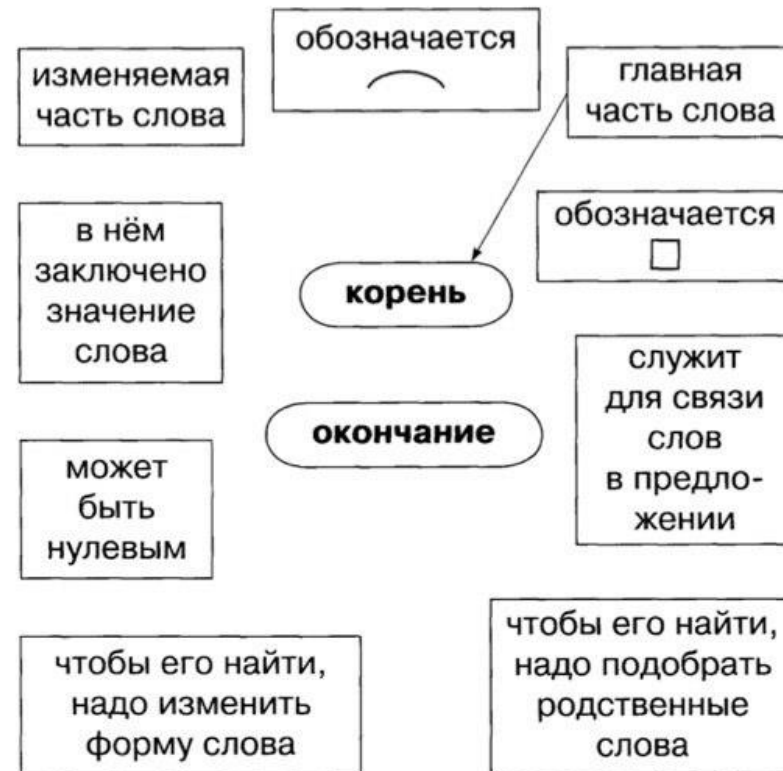 обозначается
изменяемая
часть слова
главная
часть слова
обозначается
в нём
заключено
значение
слова
корень
служит
для связи
слов
в предло-
жении
окончание
может
быть
нулевым
чтобы его найти,
надо подобрать
родственные
слова
чтобы его найти,
надо изменить
форму слова